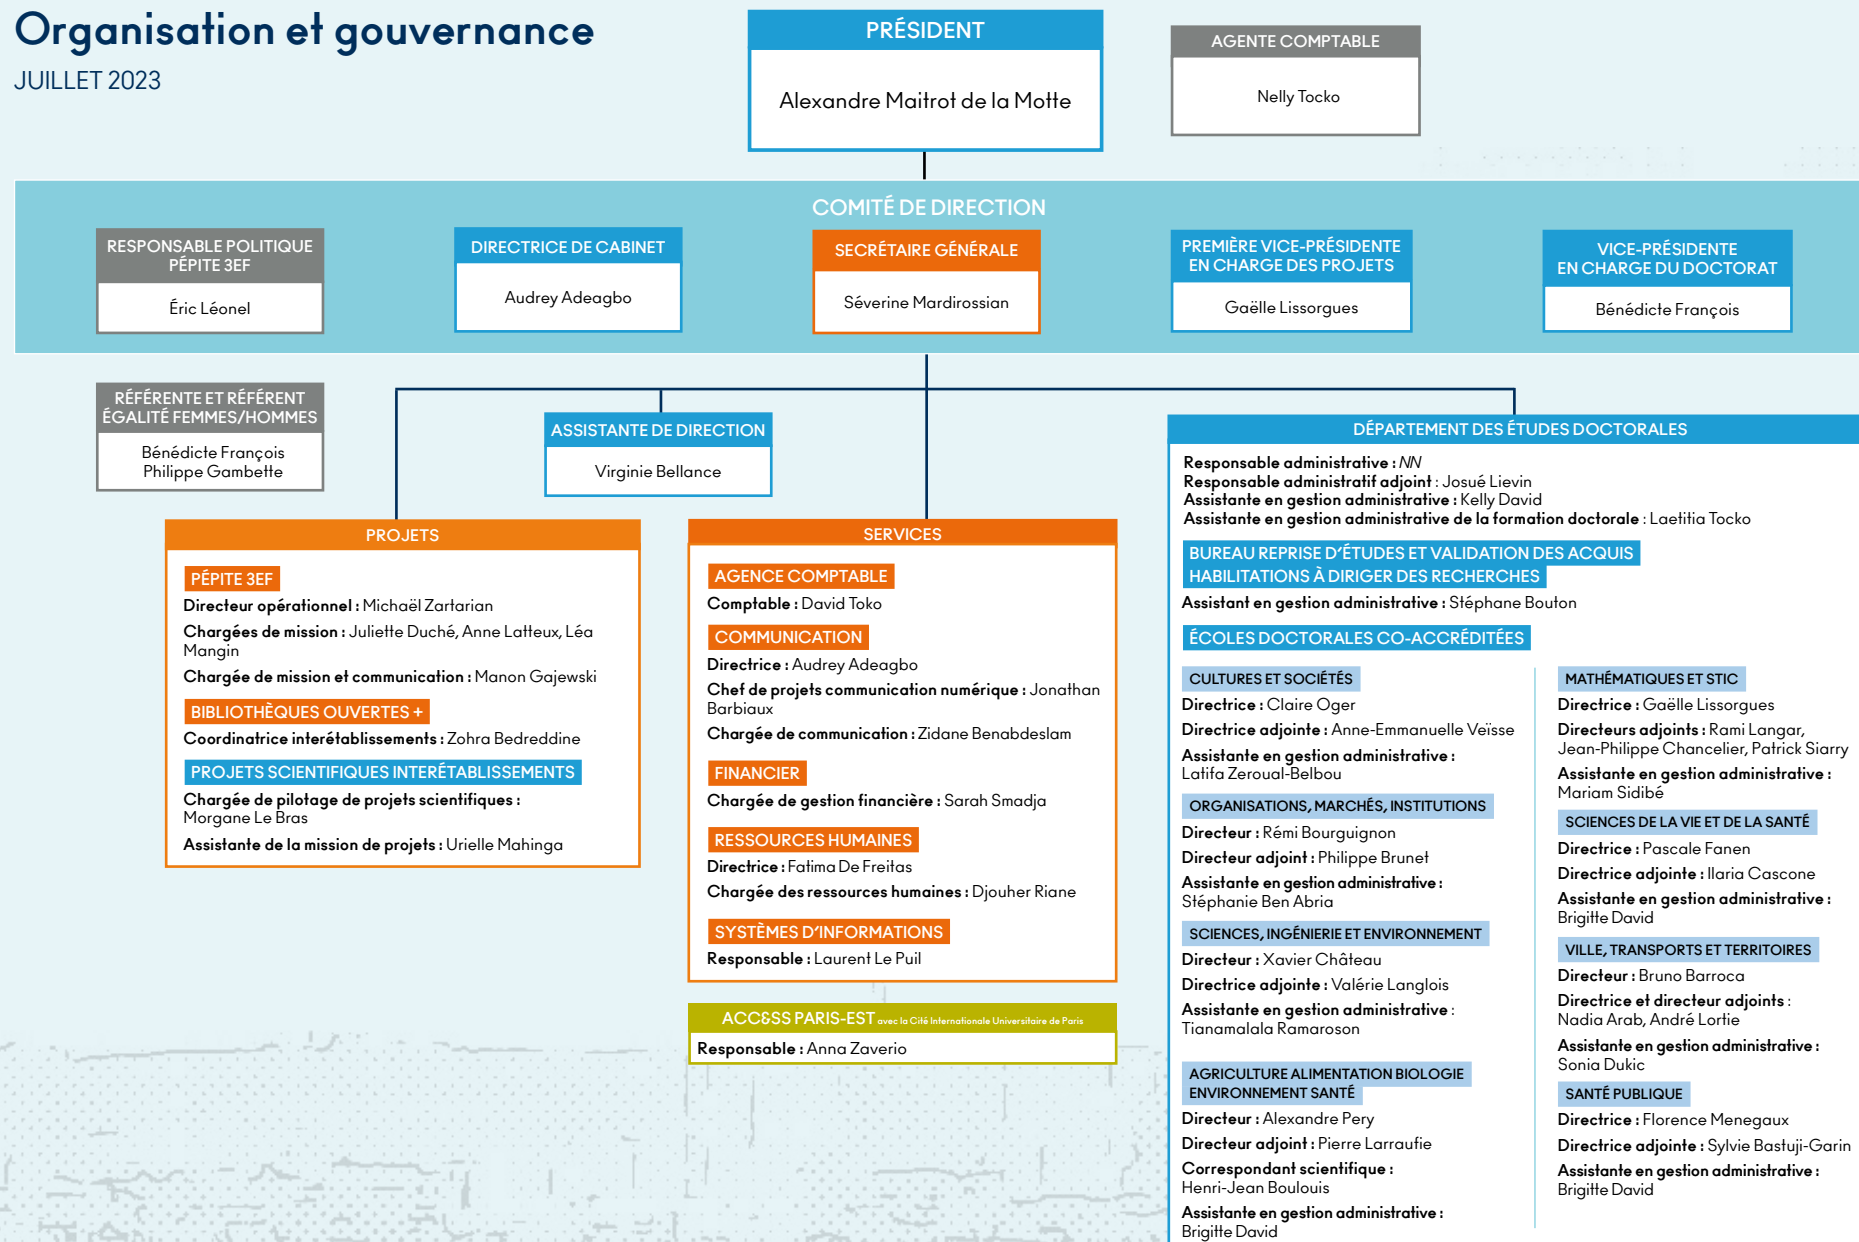 Organisation et gouvernance
JUILLET 2023
PRÉSIDENT
Alexandre Maitrot de la Motte
AGENTE COMPTABLE
Nelly Tocko
COMITÉ DE DIRECTION
RESPONSABLE POLITIQUE
PÉPITE 3EF
Éric Léonel
DIRECTRICE DE CABINET
Audrey Adeagbo
SECRÉTAIRE GÉNÉRALE
Séverine Mardirossian
PREMIÈRE VICE-PRÉSIDENTE
EN CHARGE DES PROJETS
Gaëlle Lissorgues
VICE-PRÉSIDENTE
EN CHARGE DU DOCTORAT
Bénédicte François
RÉFÉRENTE ET RÉFÉRENT
ÉGALITÉ FEMMES/HOMMES
Bénédicte François
Philippe Gambette
ASSISTANTE DE DIRECTION
Virginie Bellance
PROJETS
PÉPITE 3EF
Directeur opérationnel : Michaël Zartarian
Chargées de mission : Juliette Duché, Anne Latteux, Léa
Mangin
Chargée de mission et communication : Manon Gajewski
BIBLIOTHÈQUES OUVERTES +
Coordinatrice interétablissements : Zohra Bedreddine
PROJETS SCIENTIFIQUES INTERÉTABLISSEMENTS
Chargée de pilotage de projets scientifiques :
Morgane Le Bras
Assistante de la mission de projets : Urielle Mahinga
SERVICES
AGENCE COMPTABLE
Comptable : David Toko
COMMUNICATION
Directrice : Audrey Adeagbo
Chef de projets communication numérique : Jonathan
Barbiaux
Chargée de communication : Zidane Benabdeslam
FINANCIER
Chargée de gestion financière : Sarah Smadja
RESSOURCES HUMAINES
Directrice : Fatima De Freitas
Chargée des ressources humaines : Djouher Riane
SYSTÈMES D'INFORMATIONS
Responsable : Laurent Le Puil
ACC&SS PARIS-EST avec la Cité Internationale Universitaire de Paris
Responsable : Anna Zaverio
DÉPARTEMENT DES ÉTUDES DOCTORALES
Responsable administrative : NN
Responsable administratif adjoint : Josué Lievin
Assistante en gestion administrative : Kelly David
Assistante en gestion administrative de la formation doctorale : Laetitia Tocko
BUREAU REPRISE D'ÉTUDES ET VALIDATION DES ACQUIS
HABILITATIONS À DIRIGER DES RECHERCHES
Assistant en gestion administrative : Stéphane Bouton
ÉCOLES DOCTORALES CO-ACCRÉDITÉES
CULTURES ET SOCIÉTÉS
Directrice : Claire Oger
Directrice adjointe : Anne-Emmanuelle Veïsse
Assistante en gestion administrative :
Latifa Zeroual-Belbou
ORGANISATIONS, MARCHÉS, INSTITUTIONS
Directeur : Rémi Bourguignon
Directeur adjoint : Philippe Brunet
Assistante en gestion administrative :
Stéphanie Ben Abria
SCIENCES, INGÉNIERIE ET ENVIRONNEMENT
Directeur : Xavier Château
Directrice adjointe : Valérie Langlois
Assistante en gestion administrative :
Tianamalala Ramaroson
AGRICULTURE ALIMENTATION BIOLOGIE
ENVIRONNEMENT SANTÉ
Directeur : Alexandre Pery
Directeur adjoint : Pierre Larraufie
Correspondant scientifique :
Henri-Jean Boulouis
Assistante en gestion administrative :
Brigitte David
MATHÉMATIQUES ET STIC
Directrice : Gaëlle Lissorgues
Directeurs adjoints : Rami Langar,
Jean-Philippe Chancelier, Patrick Siarry
Assistante en gestion administrative :
Mariam Sidibé
SCIENCES DE LA VIE ET DE LA SANTÉ
Directrice : Pascale Fanen
Directrice adjointe : Ilaria Cascone
Assistante en gestion administrative :
Brigitte David
VILLE, TRANSPORTS ET TERRITOIRES
Directeur : Bruno Barroca
Directrice et directeur adjoints :
Nadia Arab, André Lortie
Assistante en gestion administrative :
Sonia Dukic
SANTÉ PUBLIQUE
Directrice : Florence Menegaux
Directrice adjointe : Sylvie Bastuji-Garin
Assistante en gestion administrative :
Brigitte David